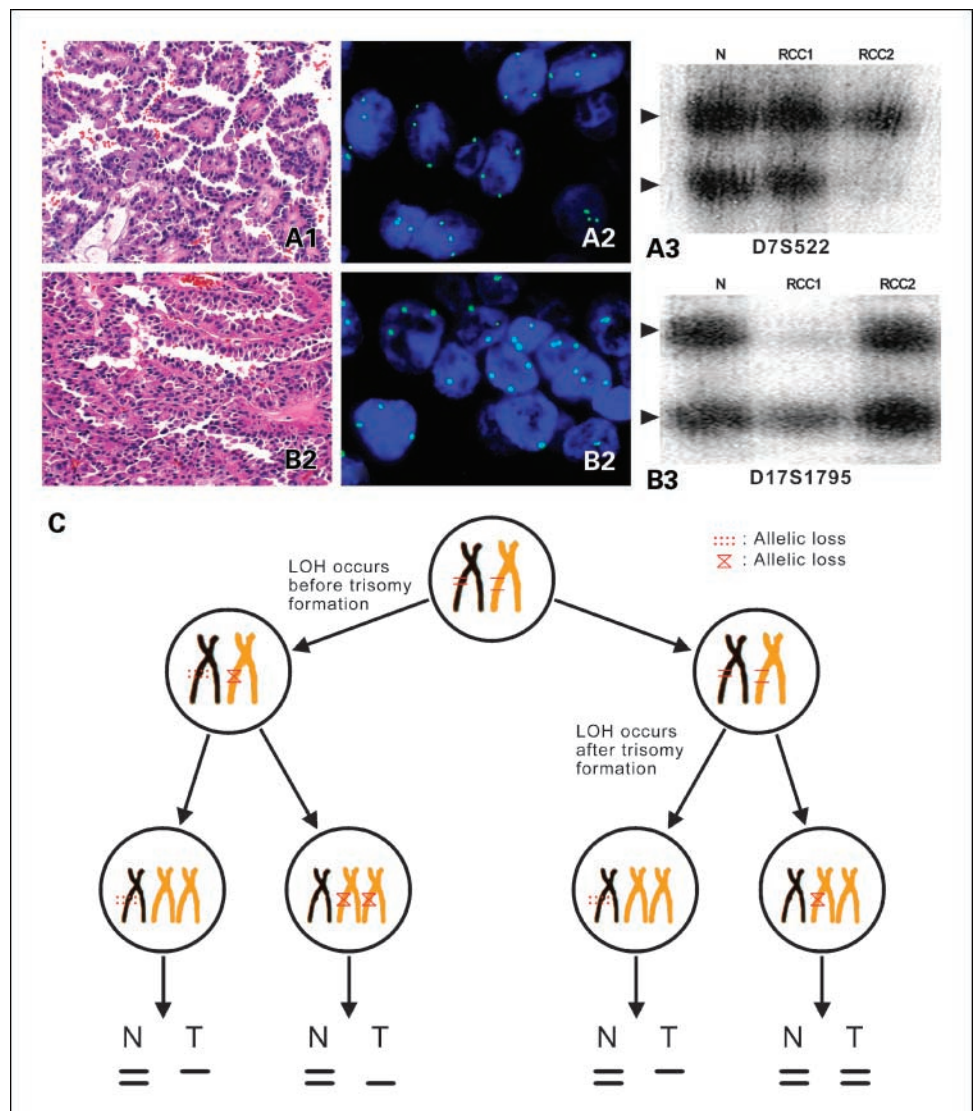 A1
A2
N RCC1 RCC2
A3
D7S522
B2
B2
N RCC1 RCC2
B3
D17S1795
C
LOH occurs
before trisomy
formation
: Allelic loss
: Allelic loss
LOH occurs
after trisomy
formation
N T
N T
N T
N T